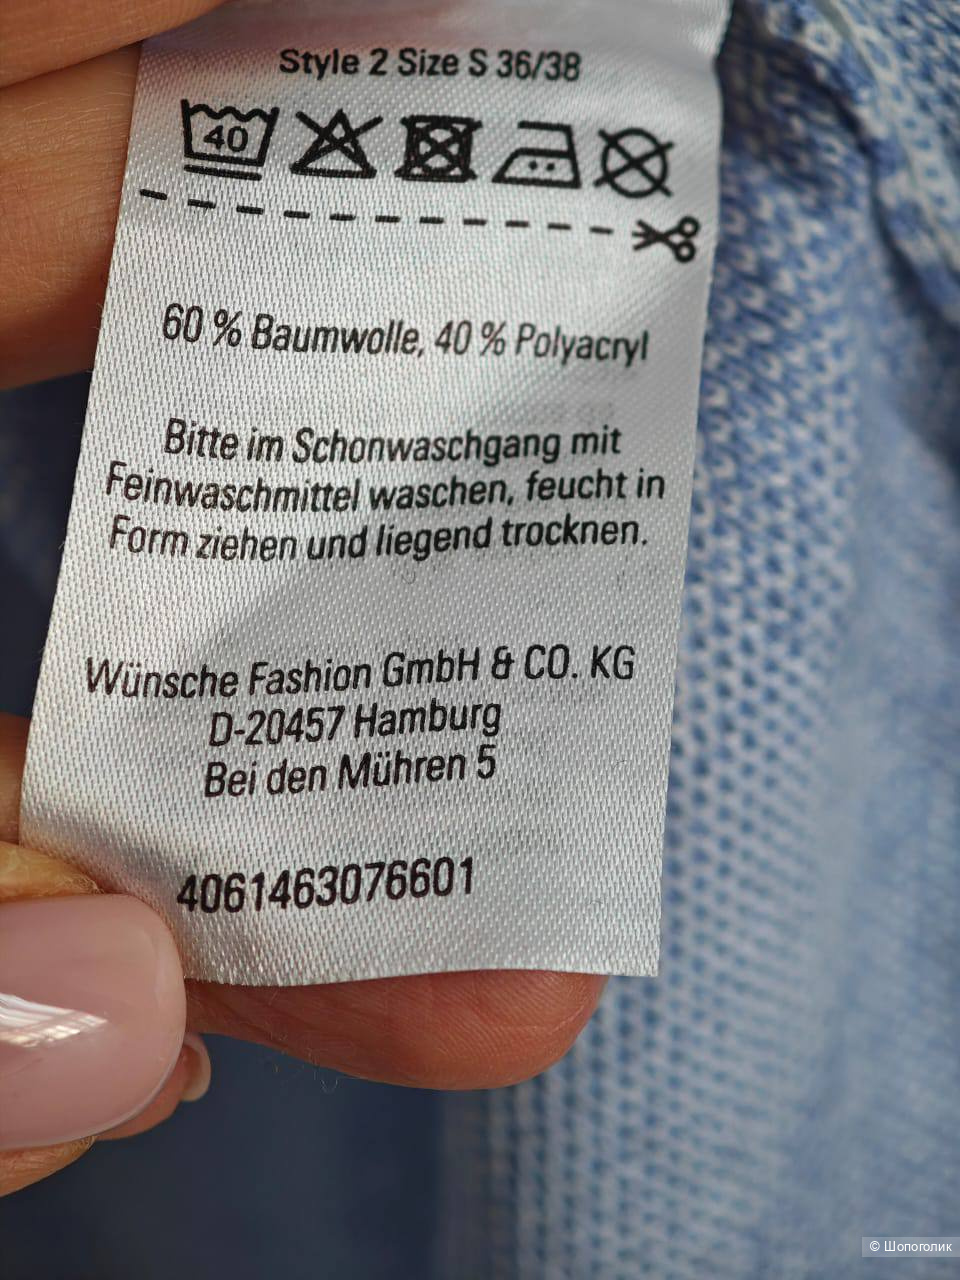 Style 2 Size S 36/38
40
60 % Baumwolle, 40 % Polyacryl
Bitte im Schonwaschgang mit
Feinwaschmittel waschen, feucht in
Form ziehen und liegend trocknen.
Wünsche Fashion GmbH & CO. KG
D-20457 Hamburg
Bei den Mühren 5
4061463076601
© Шопоголик